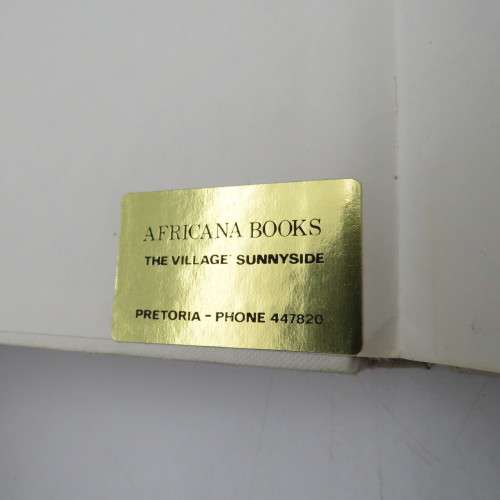 AFRICANA BOOKS
THE VILLAGE SUNNYSIDE
PRETORIA - PHONE 447820